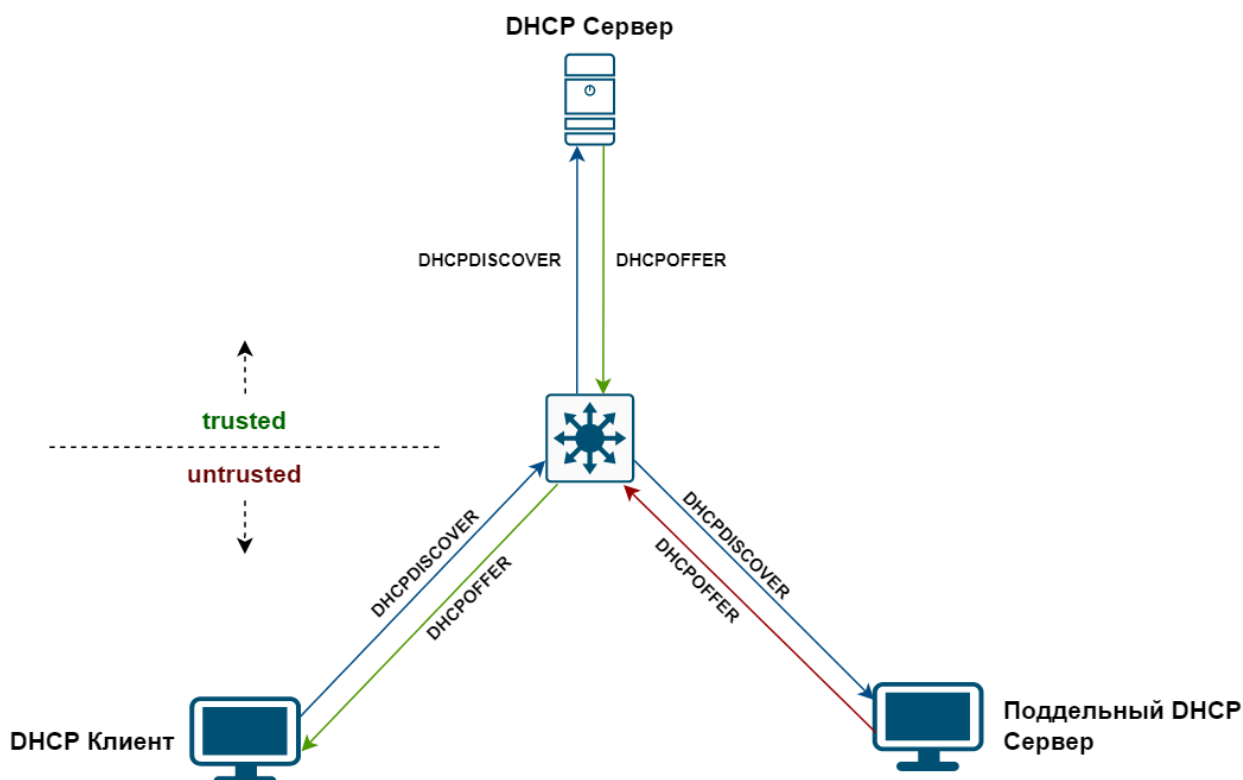 DHCP Сервер
DHCPDISCOVER
DHCPOFFER
trusted
untrusted
DHCPDISCOVER
DHCPOFFER
DHCPDISCOVER
DHCPOFFER
DHCP Клиент
Поддельный DHCP
Сервер